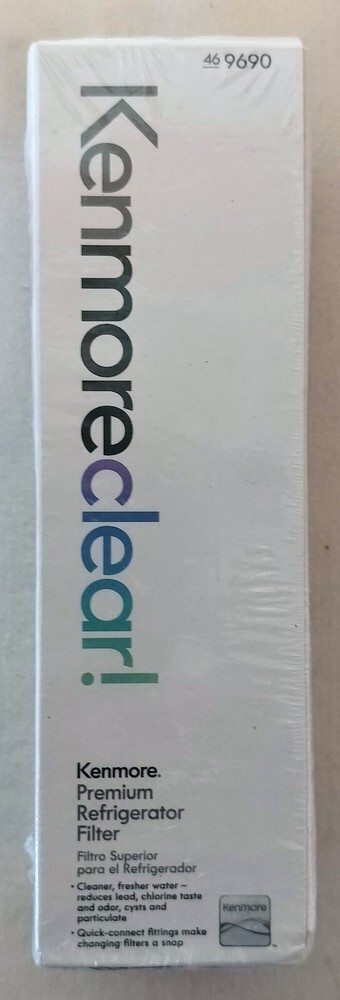 46 9690
Kenmoreclear!
Kenmore.
Premium
Refrigerator
Filter
Filtro Superior
para el Refrigerador
• Cleaner, fresher water –
reduces lead, chlorine taste
and odor, cysts and
particulate
• Quick-connect fittings make
changing filters a snap
Kenmore
™